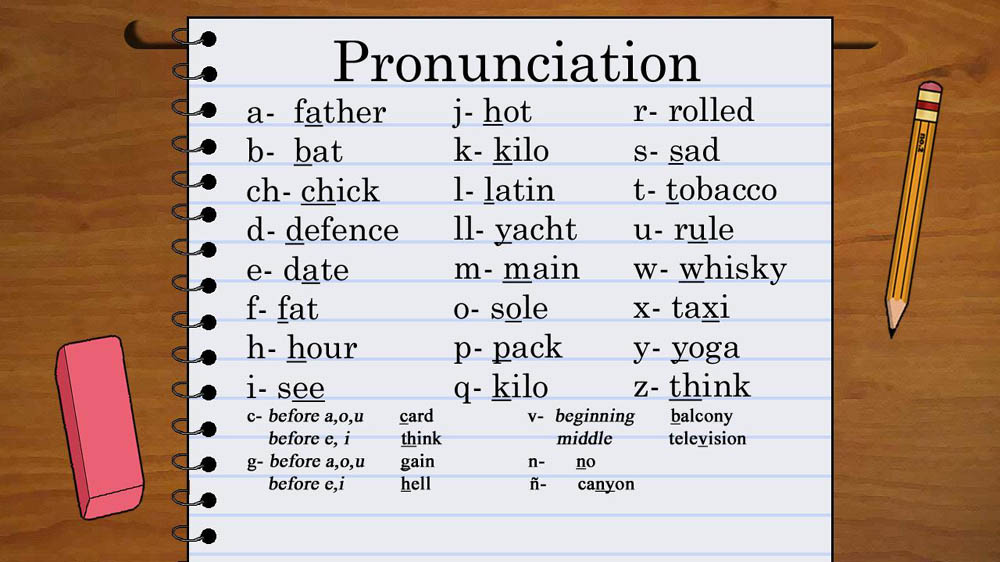 Pronunciation
a- father
b- bat
ch- chick
d- defence
e- date
f- fat
h- hour
i- see
j- hot
k- kilo
l- latin
ll- yacht
m- main
o- sole
p- pack
q- kilo
r- rolled
s- sad
t- tobacco
u- rule
w- whisky
x- taxi
y- yoga
z- think
c- before a,o,u card
before e, i think
g- before a,o,u gain
before e,i hell
v- beginning balcony
middle television
n- no
ñ- canyon
no.2